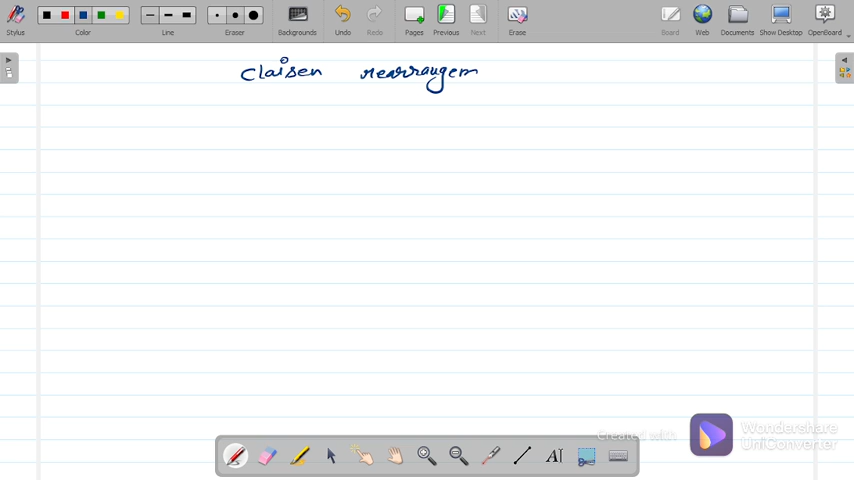 Stylus
Color
Line
Eraser
Backgrounds
Undo
Redo
Pages
Previous
Next
Erase
Board
Web
Documents
Show Desktop
OpenBoard
Claisen rearrangem
Created with
Wondershare
UniConverter